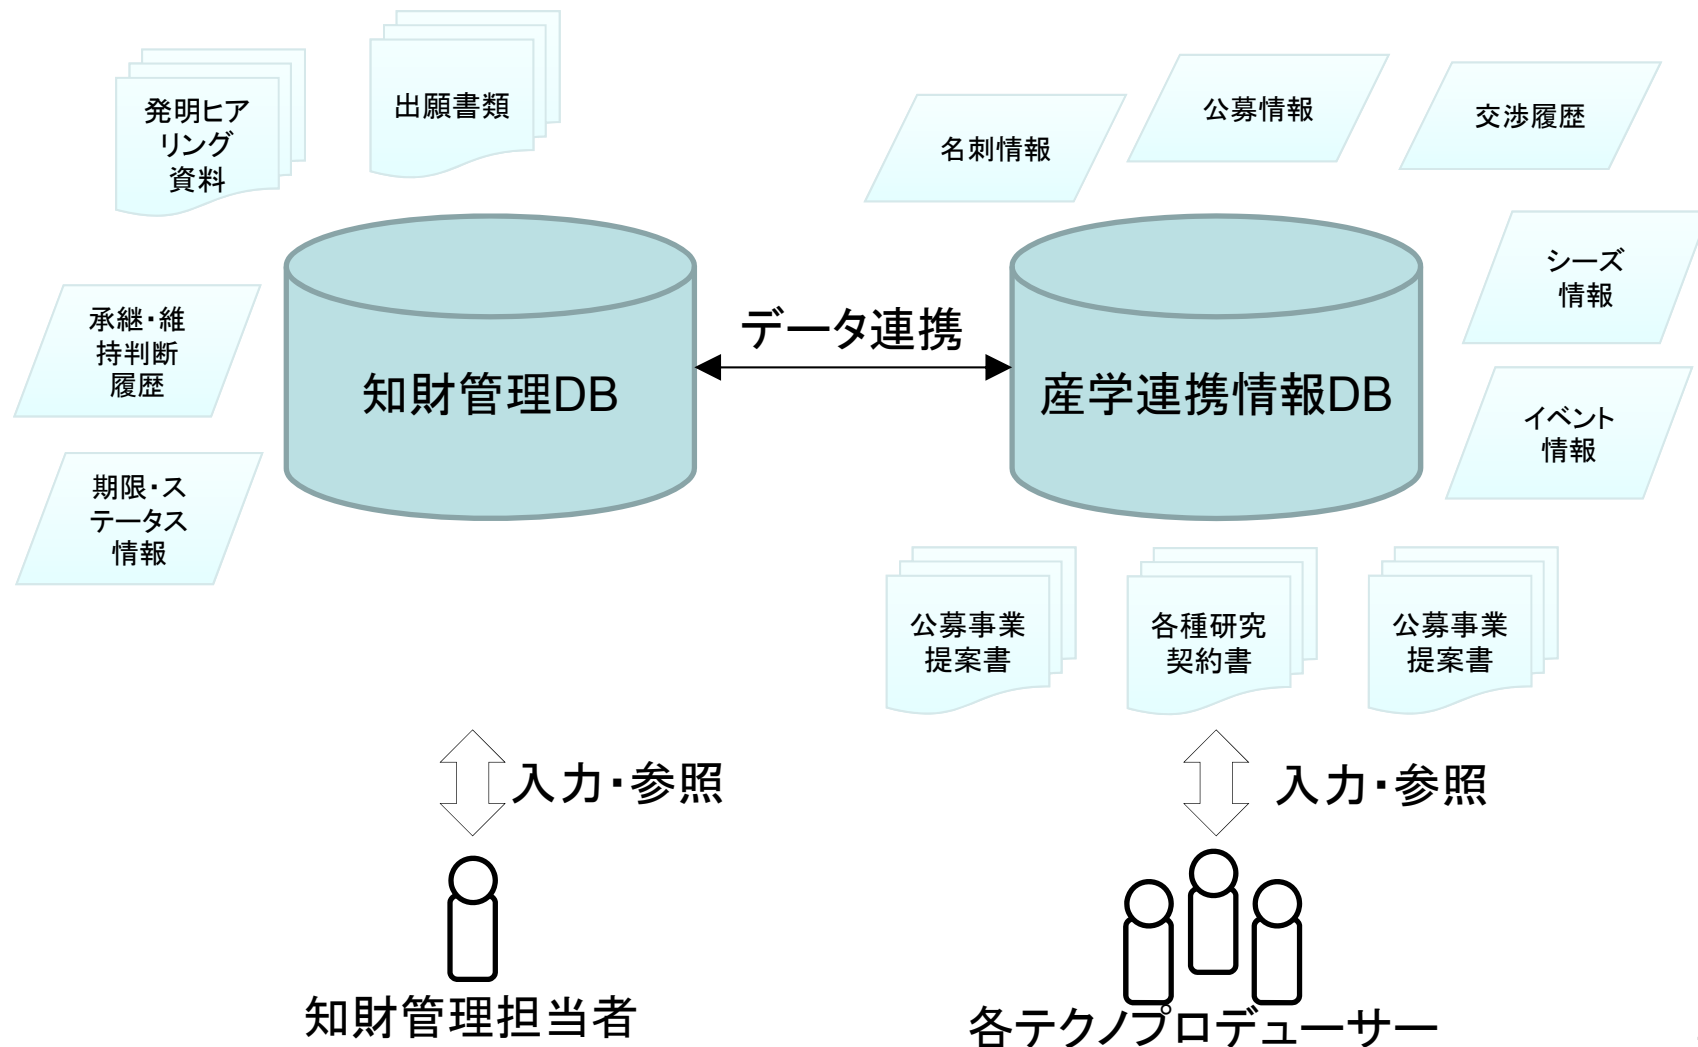 発明ヒア
リング
資料
出願書類
名刺情報
公募情報
交渉履歴
シーズ
情報
承継・維
持判断
履歴
データ連携
知財管理DB
産学連携情報DB
イベント
情報
期限・ス
テータス
情報
公募事業
提案書
各種研究
契約書
公募事業
提案書
入力・参照
入力・参照
知財管理担当者
各テクノプロデューサー